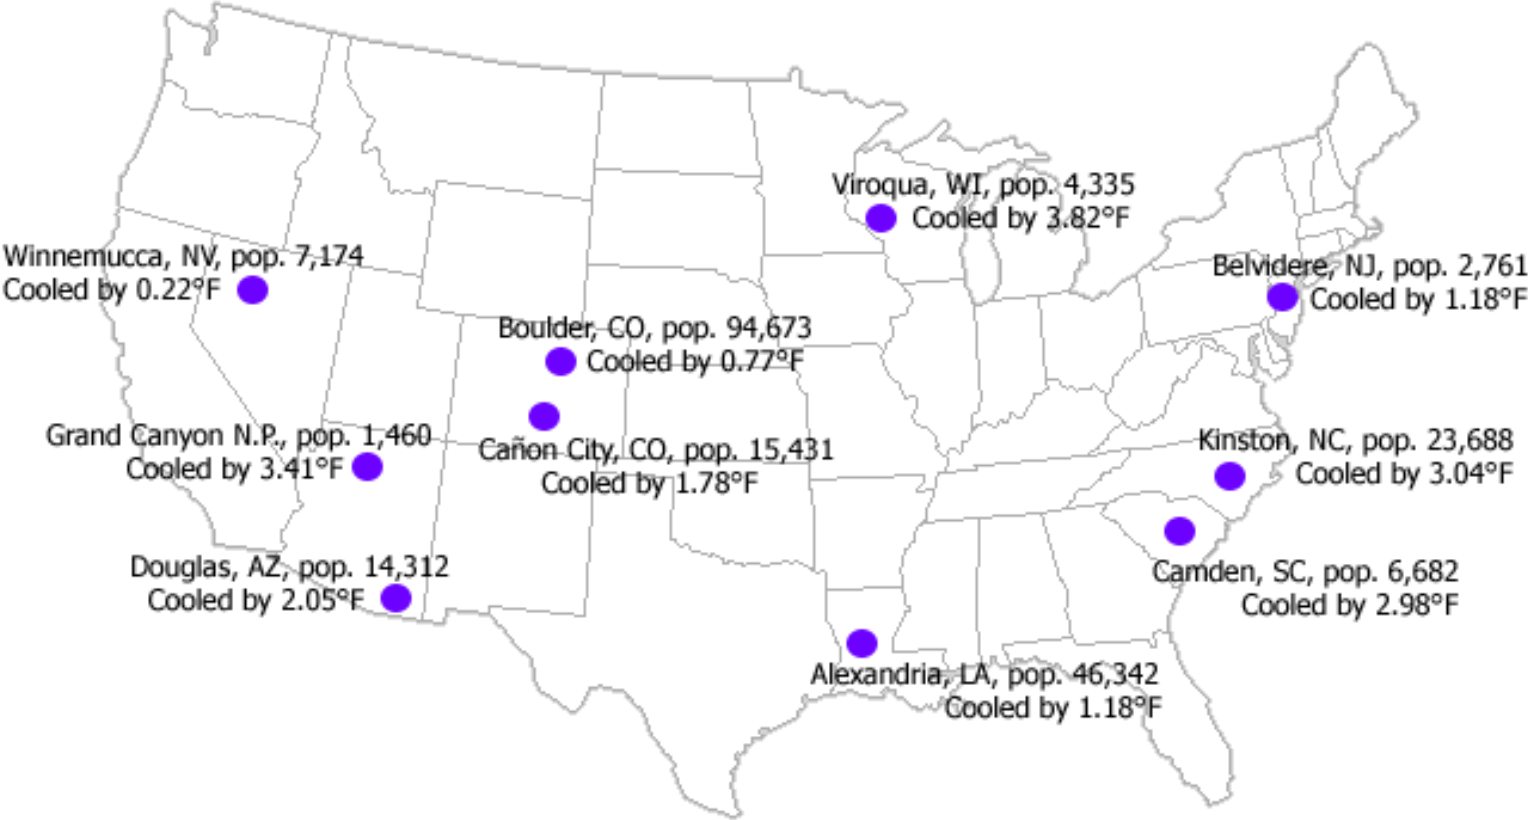 Viroqua, WI, pop. 4,335
Cooled by 3.82°F
Winnemucca, NV, pop. 7,174
Cooled by 0.22°F
Belvidere, NJ, pop. 2,761
Cooled by 1.18°F
Boulder, CO, pop. 94,673
Cooled by 0.77°F
Grand Canyon N.P., pop. 1,460
Cooled by 3.41°F
Cañon City, CO, pop. 15,431
Cooled by 1.78°F
Kinston, NC, pop. 23,688
Cooled by 3.04°F
Douglas, AZ, pop. 14,312
Cooled by 2.05°F
Camden, SC, pop. 6,682
Cooled by 2.98°F
Alexandria, LA, pop. 46,342
Cooled by 1.18°F